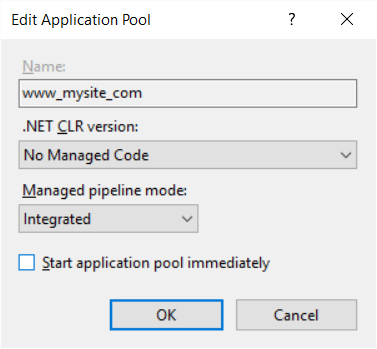 Edit Application Pool
Name:
www_mysite_com
.NET CLR version:
No Managed Code
Managed pipeline mode:
Integrated
Start application pool immediately
OK Cancel